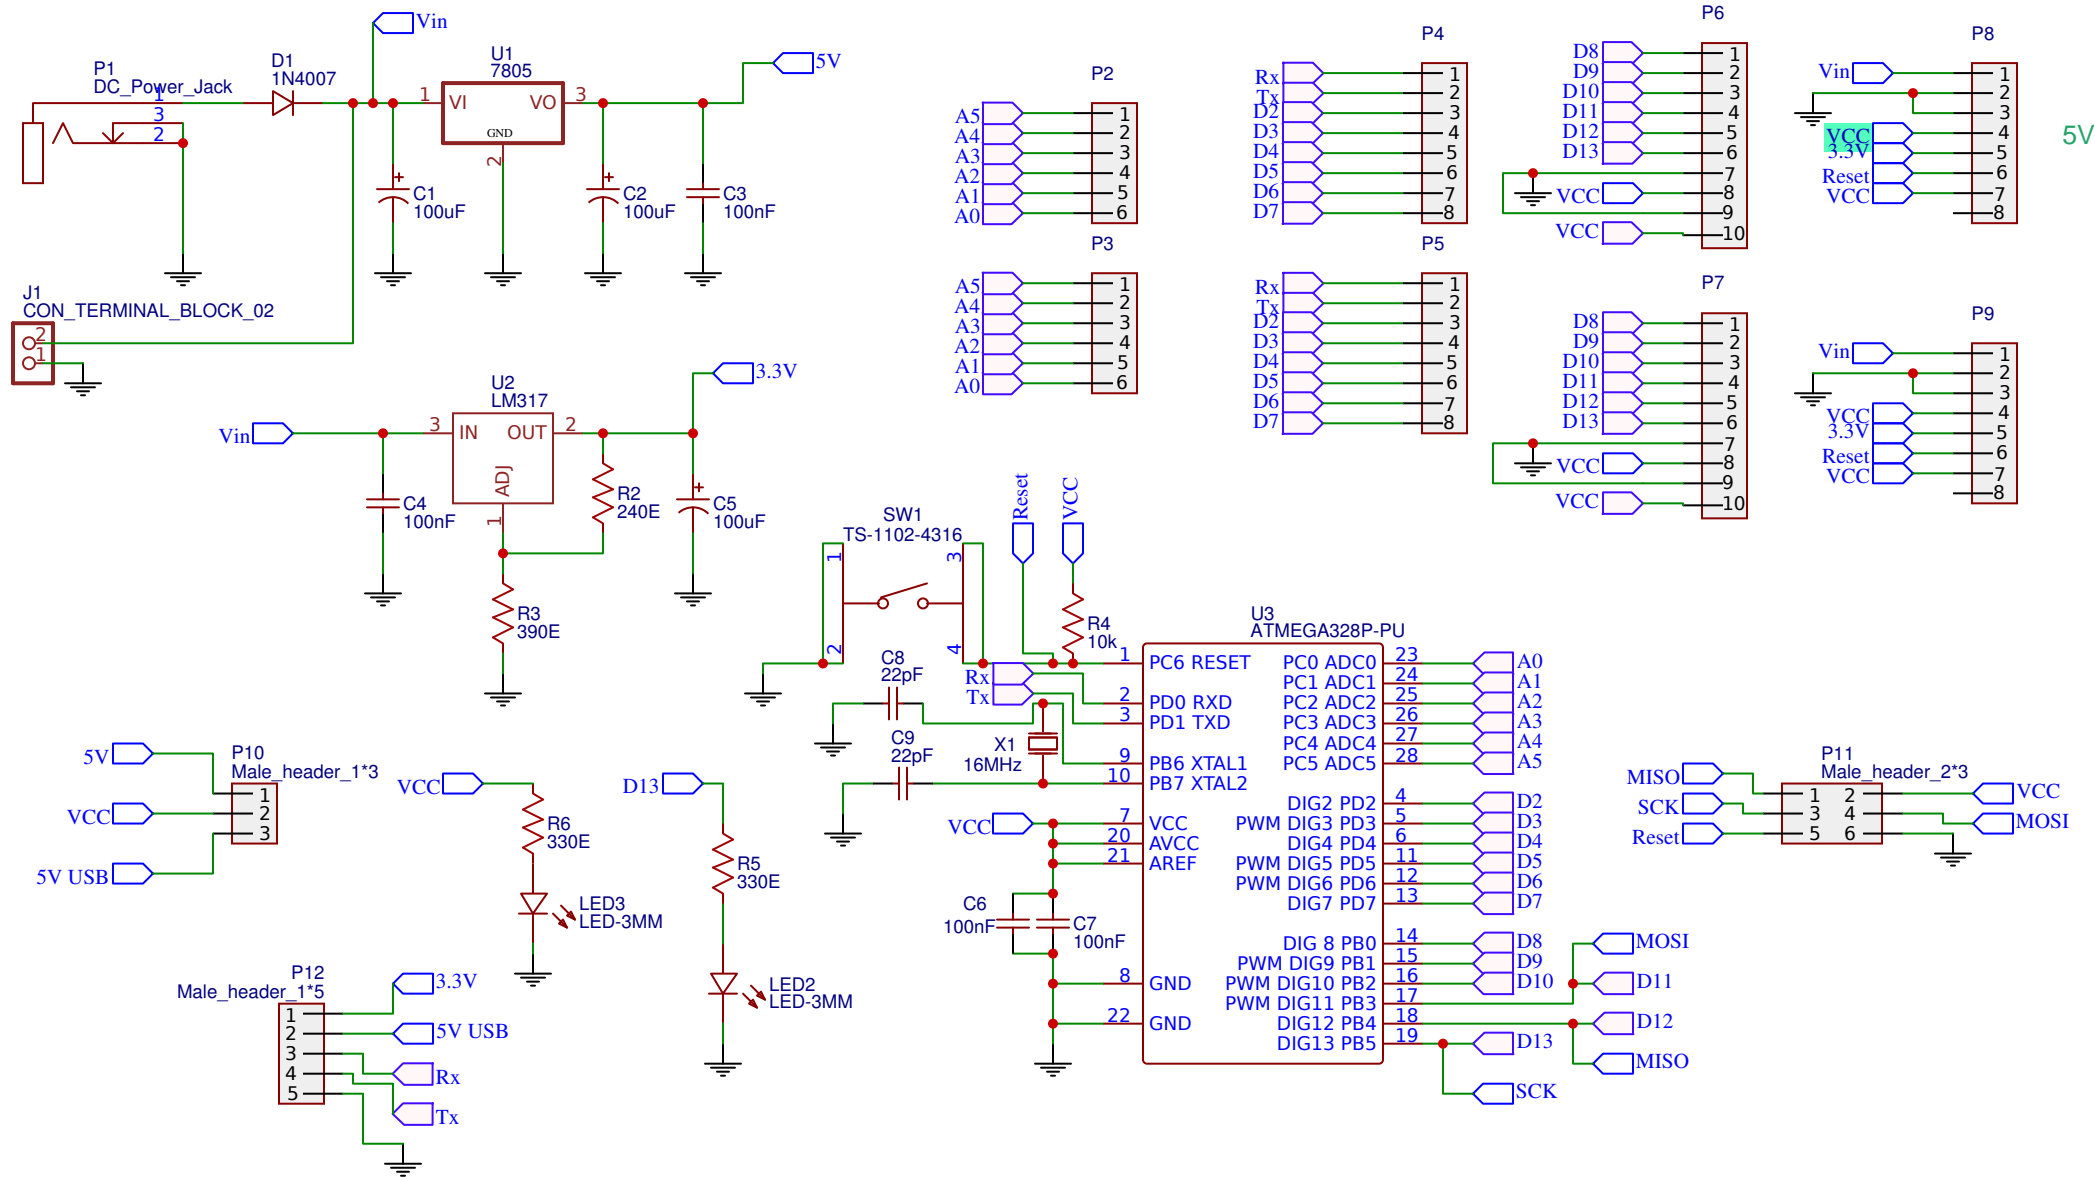 Vin
P1
DC_Power_Jack
1
3
2
D1
1N4007
U1
7805
1 VI VO 3
GND
2
5V
C1
100uF
C2
100uF
C3
100nF
J1
CON_TERMINAL_BLOCK_02
2
1
U2
LM317
Vin
3 IN OUT 2
ADJ
1
3.3V
C4
100nF
R2
240E
C5
100uF
R3
390E
P2
A5 1
A4 2
A3 3
A2 4
A1 5
A0 6
P3
A5 1
A4 2
A3 3
A2 4
A1 5
A0 6
P4
Rx 1
Tx 2
D2 3
D3 4
D4 5
D5 6
D6 7
D7 8
P5
Rx 1
Tx 2
D2 3
D3 4
D4 5
D5 6
D6 7
D7 8
P6
D8 1
D9 2
D10 3
D11 4
D12 5
D13 6
7
VCC 8
9
VCC 10
P7
D8 1
D9 2
D10 3
D11 4
D12 5
D13 6
7
VCC 8
9
VCC 10
P8
Vin 1
2
3
VCC 4
3.3V 5
Reset 6
VCC 7
8
5V
P9
Vin 1
2
3
VCC 4
3.3V 5
Reset 6
VCC 7
8
SW1
TS-1102-4316
1
2
3
4
Reset
VCC
R4
10k
C8
22pF
C9
22pF
Rx
Tx
X1
16MHz
VCC
C6
100nF
C7
100nF
U3
ATMEGA328P-PU
1 PC6 RESET
2 PD0 RXD
3 PD1 TXD
9 PB6 XTAL1
10 PB7 XTAL2
7 VCC
20 AVCC
21 AREF
8 GND
22 GND
PC0 ADC0 23 A0
PC1 ADC1 24 A1
PC2 ADC2 25 A2
PC3 ADC3 26 A3
PC4 ADC4 27 A4
PC5 ADC5 28 A5
DIG2 PD2 4 D2
PWM DIG3 PD3 5 D3
DIG4 PD4 6 D4
PWM DIG5 PD5 11 D5
PWM DIG6 PD6 12 D6
DIG7 PD7 13 D7
DIG 8 PB0 14 D8
PWM DIG9 PB1 15 D9
PWM DIG10 PB2 16 D10
PWM DIG11 PB3 17
DIG12 PB4 18
DIG13 PB5 19 D13
MOSI
D11
D12
MISO
SCK
P10
Male_header_1*3
5V 1
VCC 2
5V USB 3
VCC
R6
330E
LED3
LED-3MM
D13
R5
330E
LED2
LED-3MM
P11
Male_header_2*3
MISO 1 2 VCC
SCK 3 4 MOSI
Reset 5 6
P12
Male_header_1*5
1 3.3V
2 5V USB
3 Rx
4 Tx
5